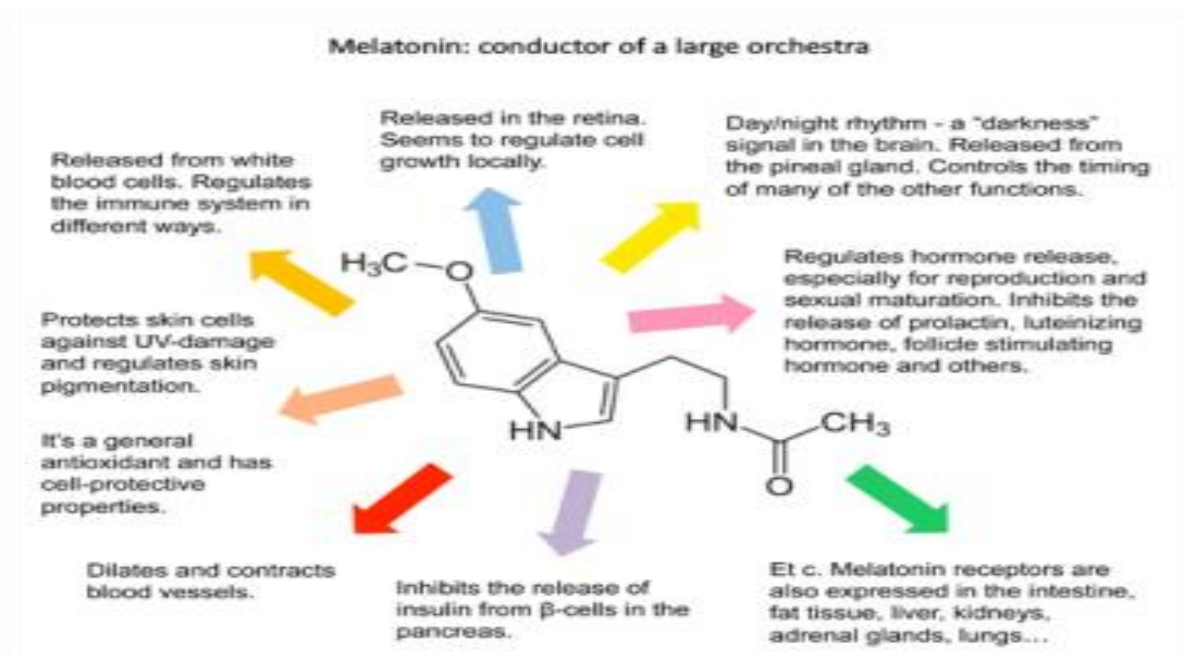 Melatonin: conductor of a large orchestra
Released in the retina.
Seems to regulate cell
growth locally.
Day/night rhythm - a "darkness"
signal in the brain. Released from
the pineal gland. Controls the timing
of many of the other functions.
Released from white
blood cells. Regulates
the immune system in
different ways.
Regulates hormone release,
especially for reproduction and
sexual maturation. Inhibits the
release of prolactin, luteinizing
hormone, follicle stimulating
hormone and others.
Protects skin cells
against UV-damage
and regulates skin
pigmentation.
It's a general
antioxidant and has
cell-protective
properties.
H₃C
O
HN
HN
CH₃
O
Dilates and contracts
blood vessels.
Inhibits the release of
insulin from β-cells in the
pancreas.
Et c. Melatonin receptors are
also expressed in the intestine,
fat tissue, liver, kidneys,
adrenal glands, lungs...